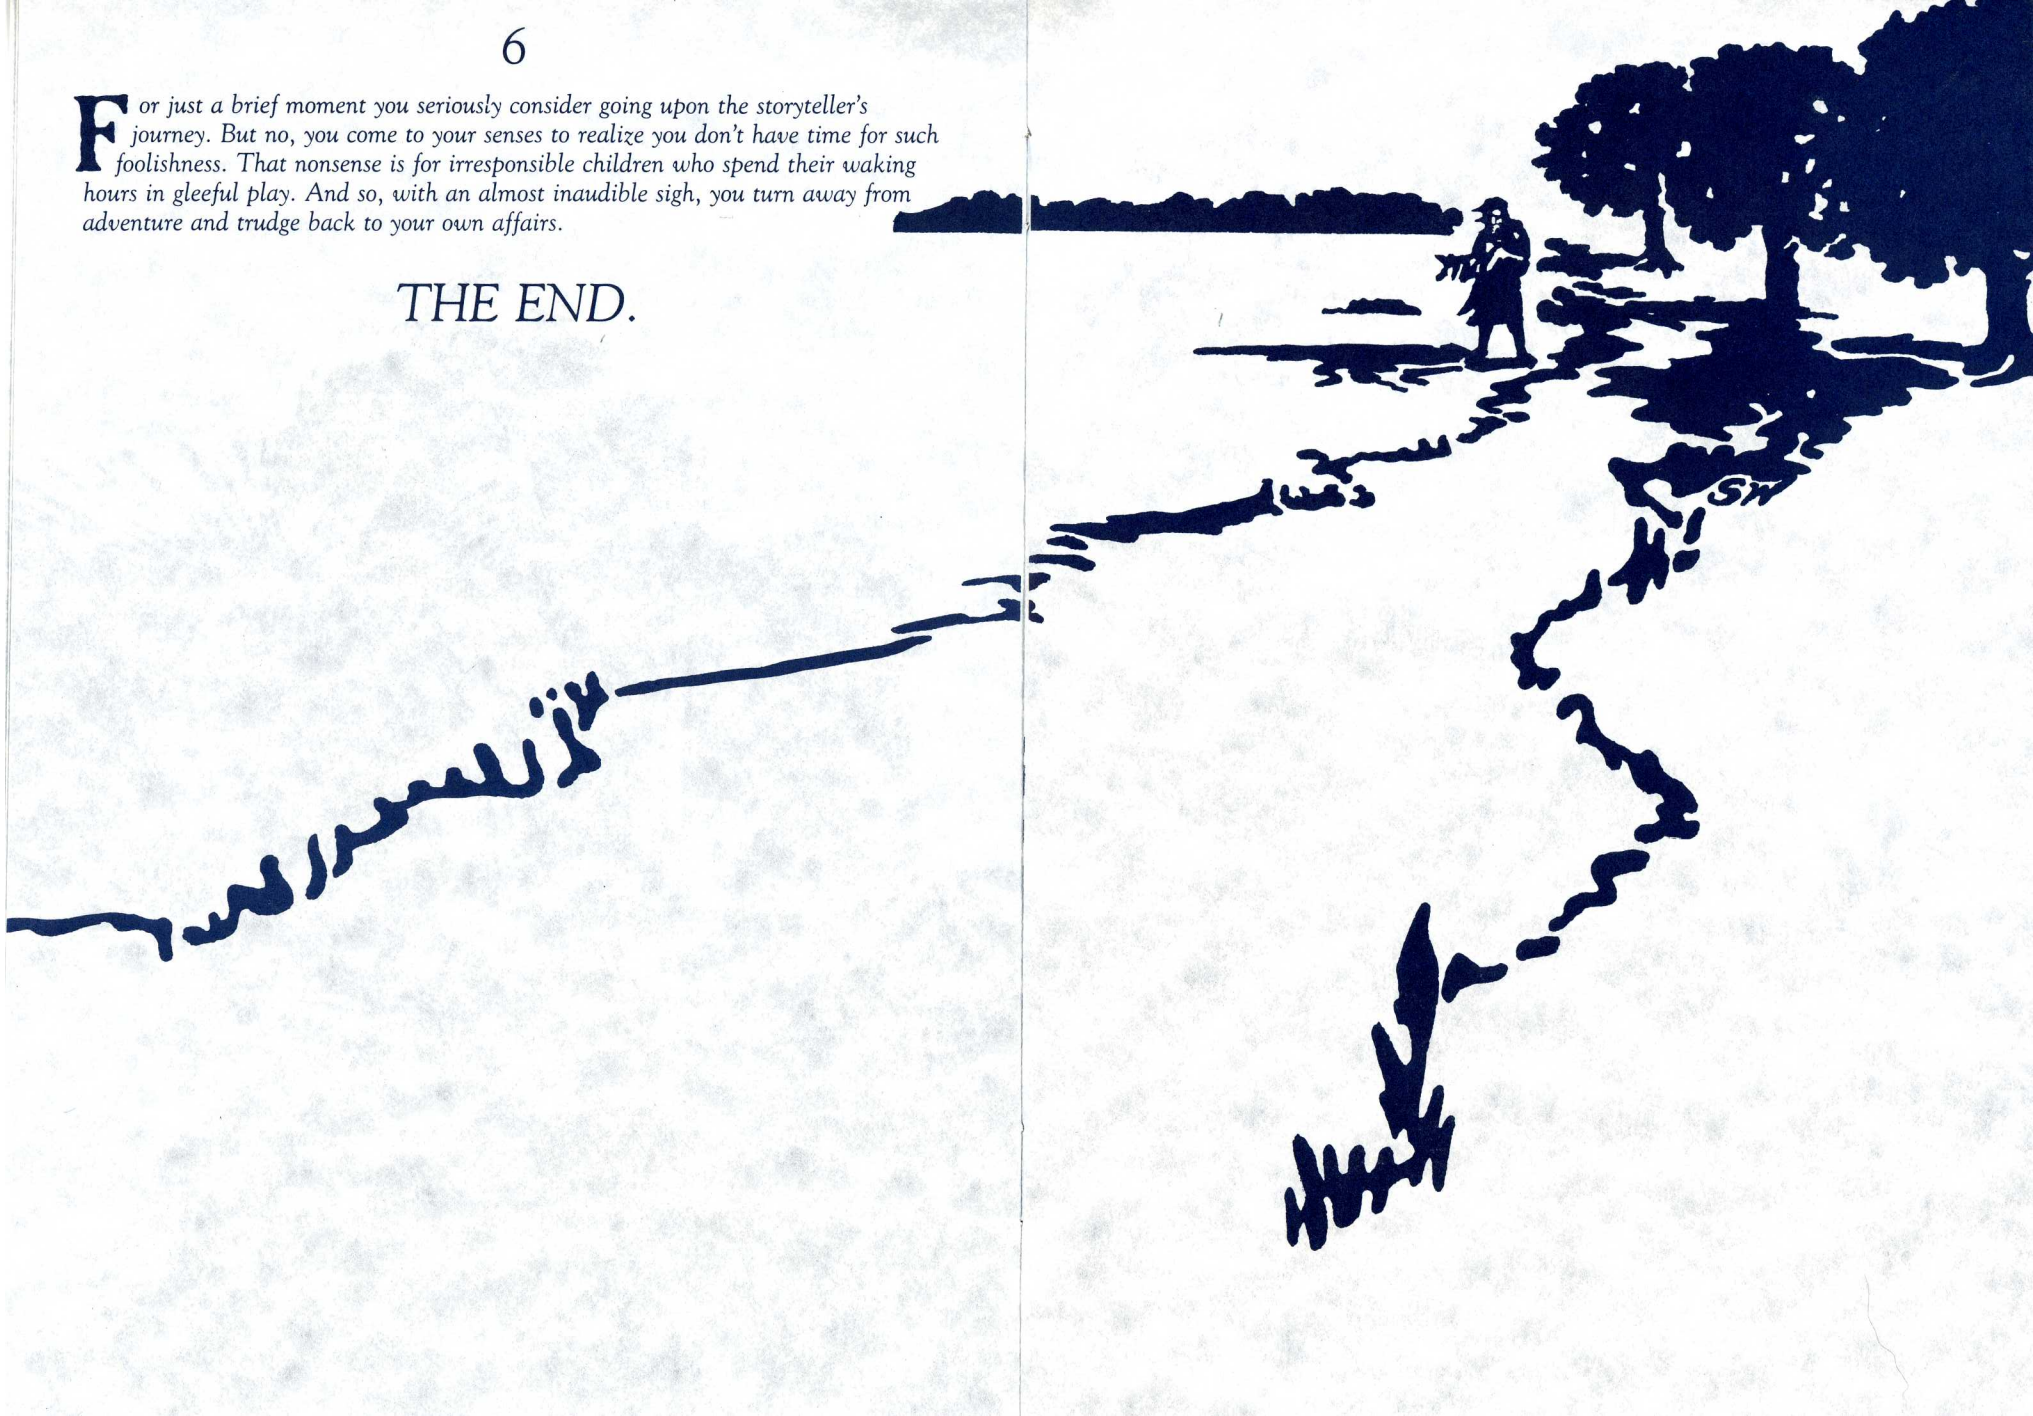 6
For just a brief moment you seriously consider going upon the storyteller's
journey. But no, you come to your senses to realize you don't have time for such
foolishness. That nonsense is for irresponsible children who spend their waking
hours in gleeful play. And so, with an almost inaudible sigh, you turn away from
adventure and trudge back to your own affairs.
THE END.
SW